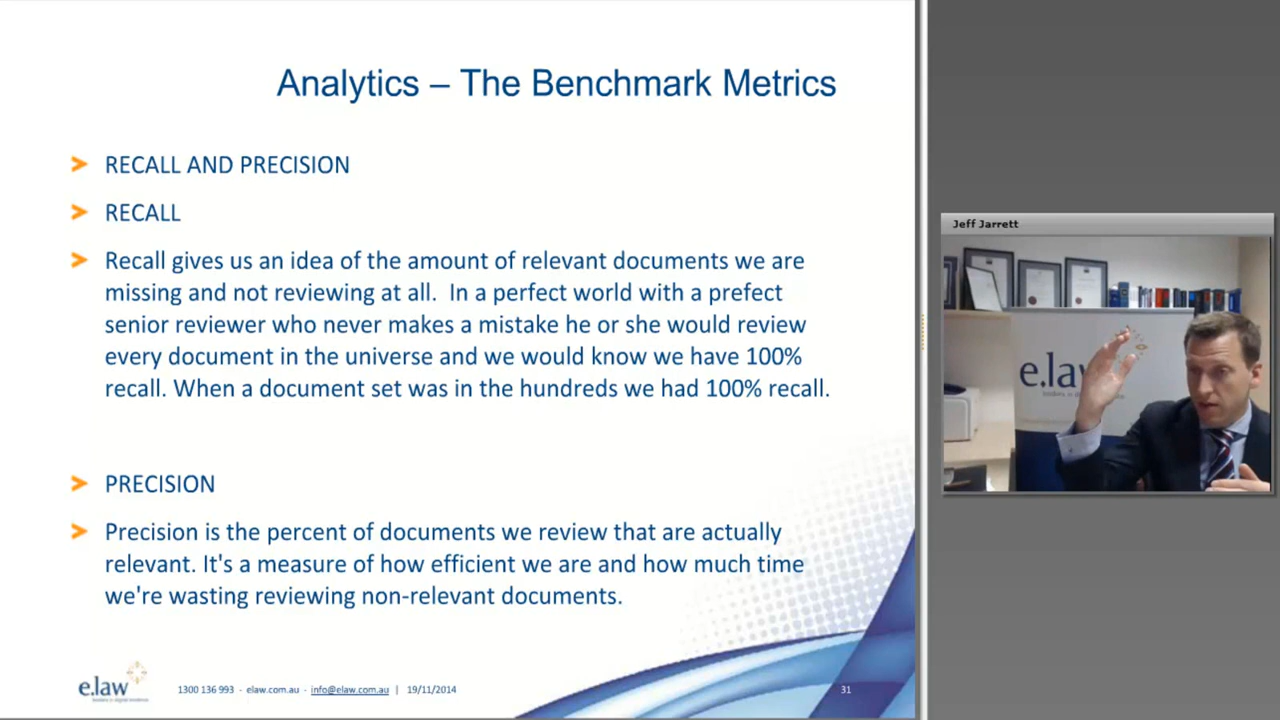 Analytics – The Benchmark Metrics
RECALL AND PRECISION
RECALL
Recall gives us an idea of the amount of relevant documents we are
missing and not reviewing at all. In a perfect world with a prefect
senior reviewer who never makes a mistake he or she would review
every document in the universe and we would know we have 100%
recall. When a document set was in the hundreds we had 100% recall.
PRECISION
Precision is the percent of documents we review that are actually
relevant. It's a measure of how efficient we are and how much time
we're wasting reviewing non-relevant documents.
e.law
1300 136 993 - elaw.com.au - info@elaw.com.au | 19/11/2014
31
Jeff Jarrett
e.law